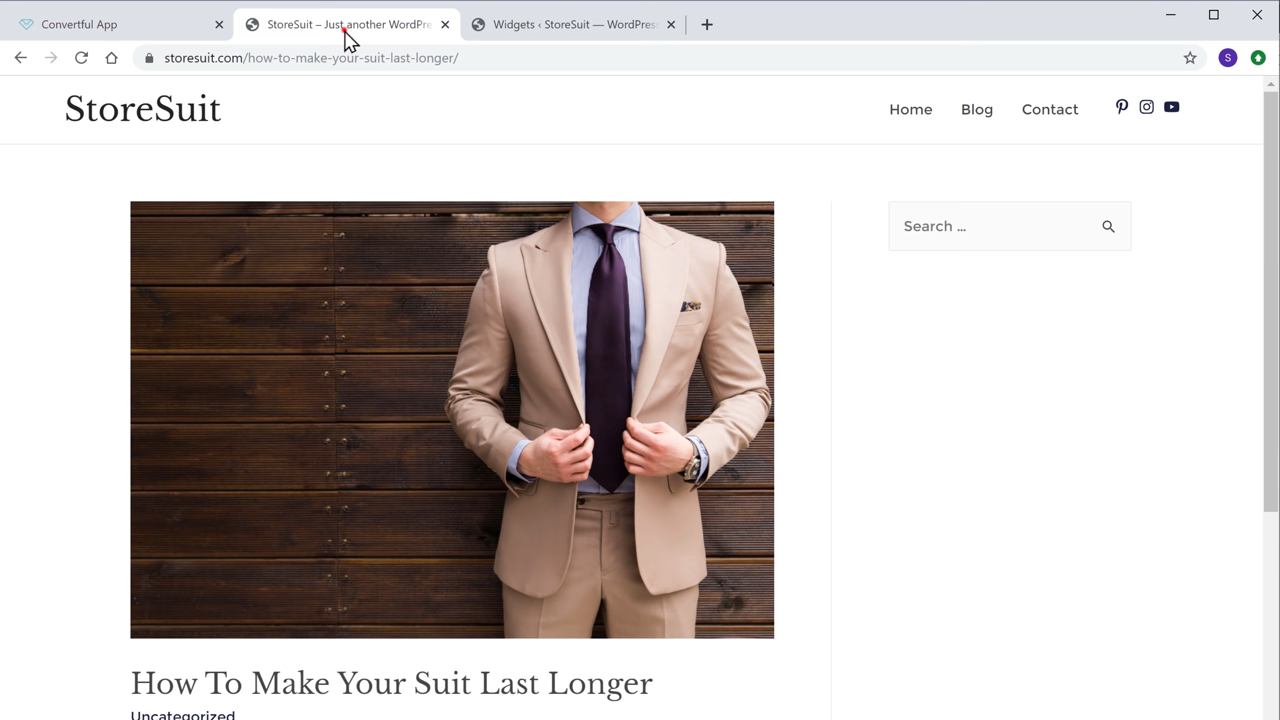 Convertful App
StoreSuit – Just another WordPre
Widgets ‹ StoreSuit — WordPress
storesuit.com/how-to-make-your-suit-last-longer/
S
StoreSuit
Home
Blog
Contact
Search ...
How To Make Your Suit Last Longer
Uncategorized